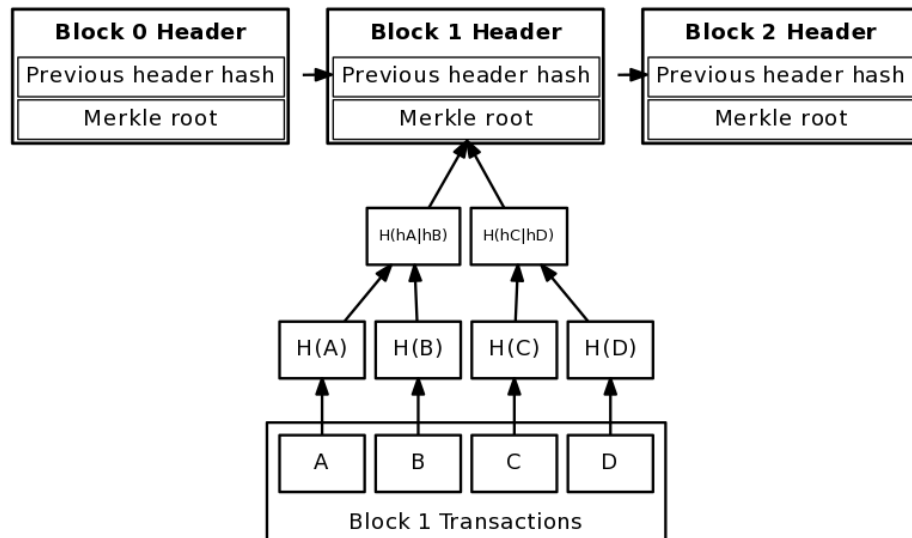 Block 0 Header
Previous header hash
Merkle root
Block 1 Header
Previous header hash
Merkle root
Block 2 Header
Previous header hash
Merkle root
H(hA|hB)
H(hC|hD)
H(A)
H(B)
H(C)
H(D)
A
B
C
D
Block 1 Transactions